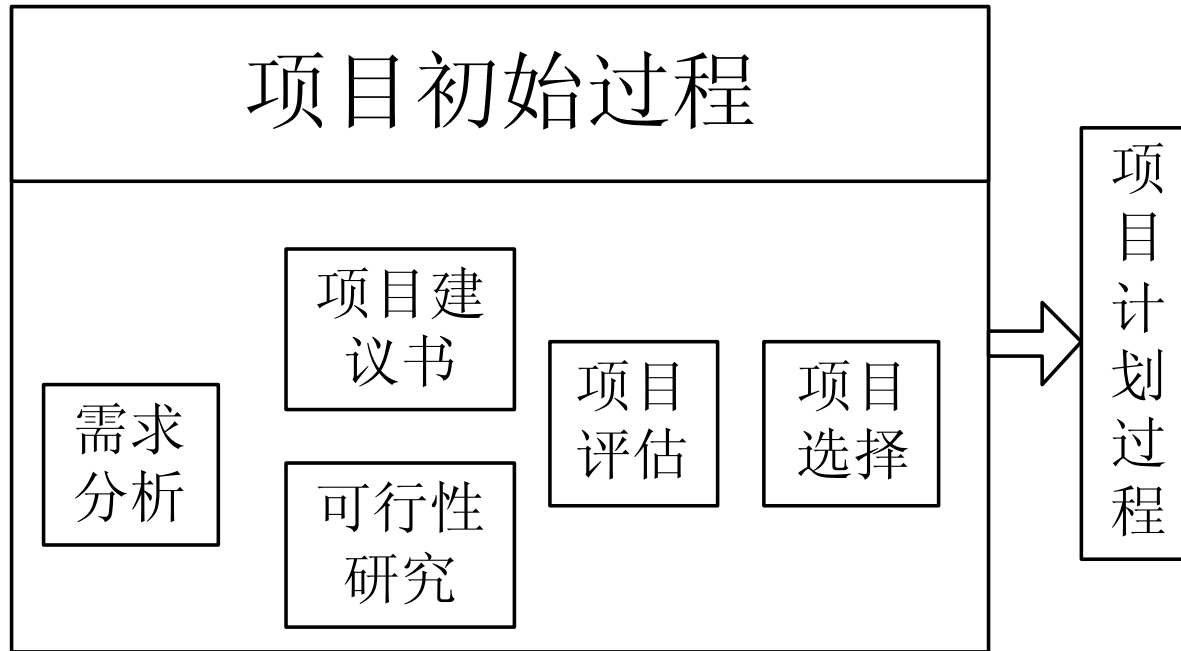 项目初始过程
需求
分析
项目建
议书
可行性
研究
项目
评估
项目
选择
项
目
计
划
过
程